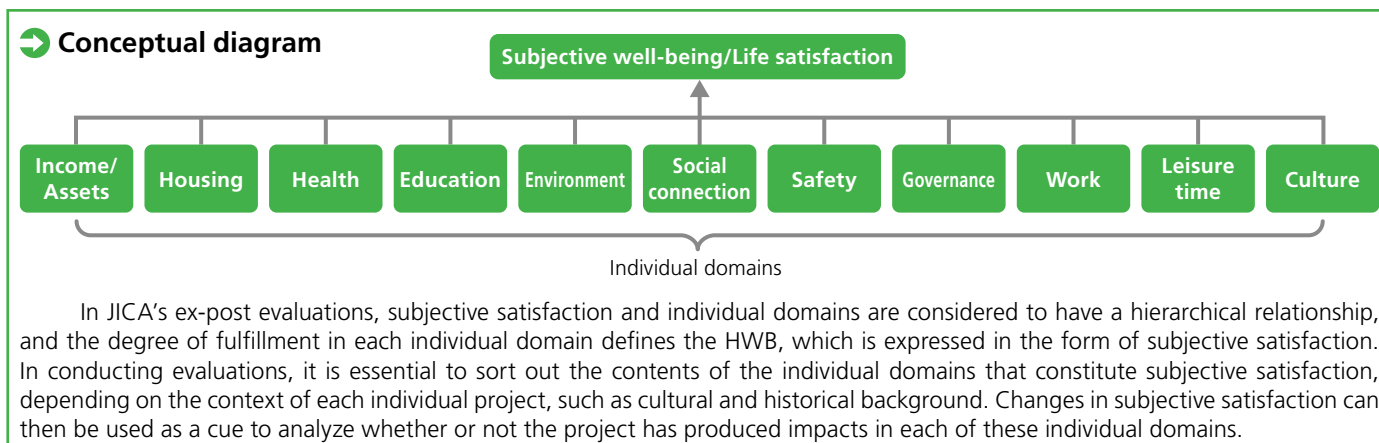 Conceptual diagram
Subjective well-being/Life satisfaction
Income/
Assets
Housing
Health
Education
Environment
Social
connection
Safety
Governance
Work
Leisure
time
Culture
Individual domains
In JICA's ex-post evaluations, subjective satisfaction and individual domains are considered to have a hierarchical relationship,
and the degree of fulfillment in each individual domain defines the HWB, which is expressed in the form of subjective satisfaction.
In conducting evaluations, it is essential to sort out the contents of the individual domains that constitute subjective satisfaction,
depending on the context of each individual project, such as cultural and historical background. Changes in subjective satisfaction can
then be used as a cue to analyze whether or not the project has produced impacts in each of these individual domains.